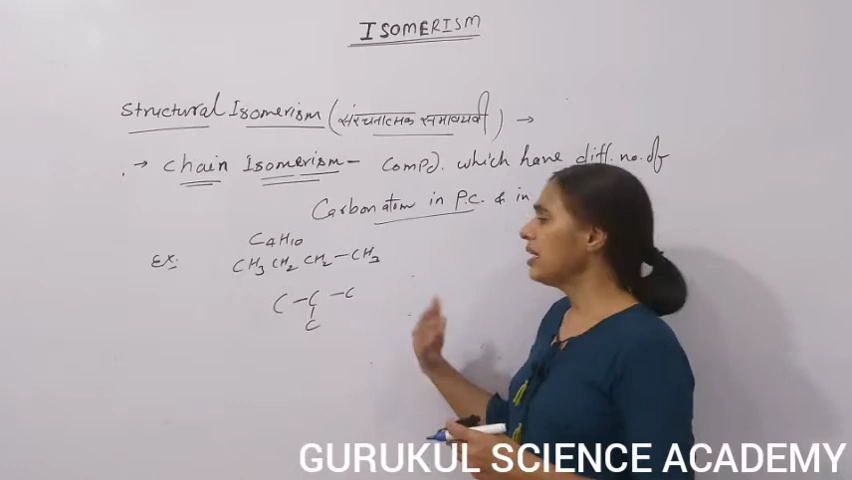 ISOMERISM
Structural Isomerism (संरचनात्मक समावयवी) →
→ Chain Isomerism - Compd. which have diff. no. of
Carbon atom in P.C. & in
C4H10
Ex. CH3 CH2 CH2-CH3
C-C-C
C
GURUKUL SCIENCE ACADEMY